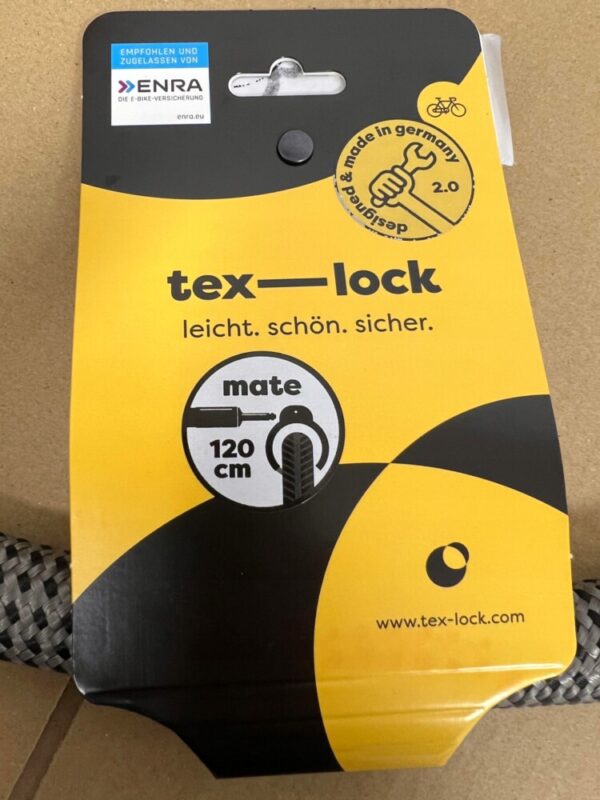 EMPFOHLEN UND
ZUGELASSEN VON
ENRA
DIE E-BIKE-VERSICHERUNG
enra.eu
designed & made in germany
2.0
tex—lock
leicht. schön. sicher.
mate
120
cm
www.tex-lock.com